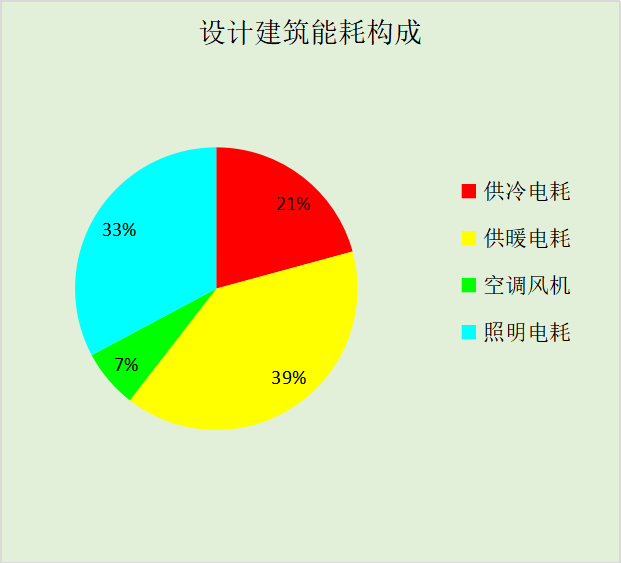 设计建筑能耗构成
21%
33%
39%
7%
供冷电耗
供暖电耗
空调风机
照明电耗